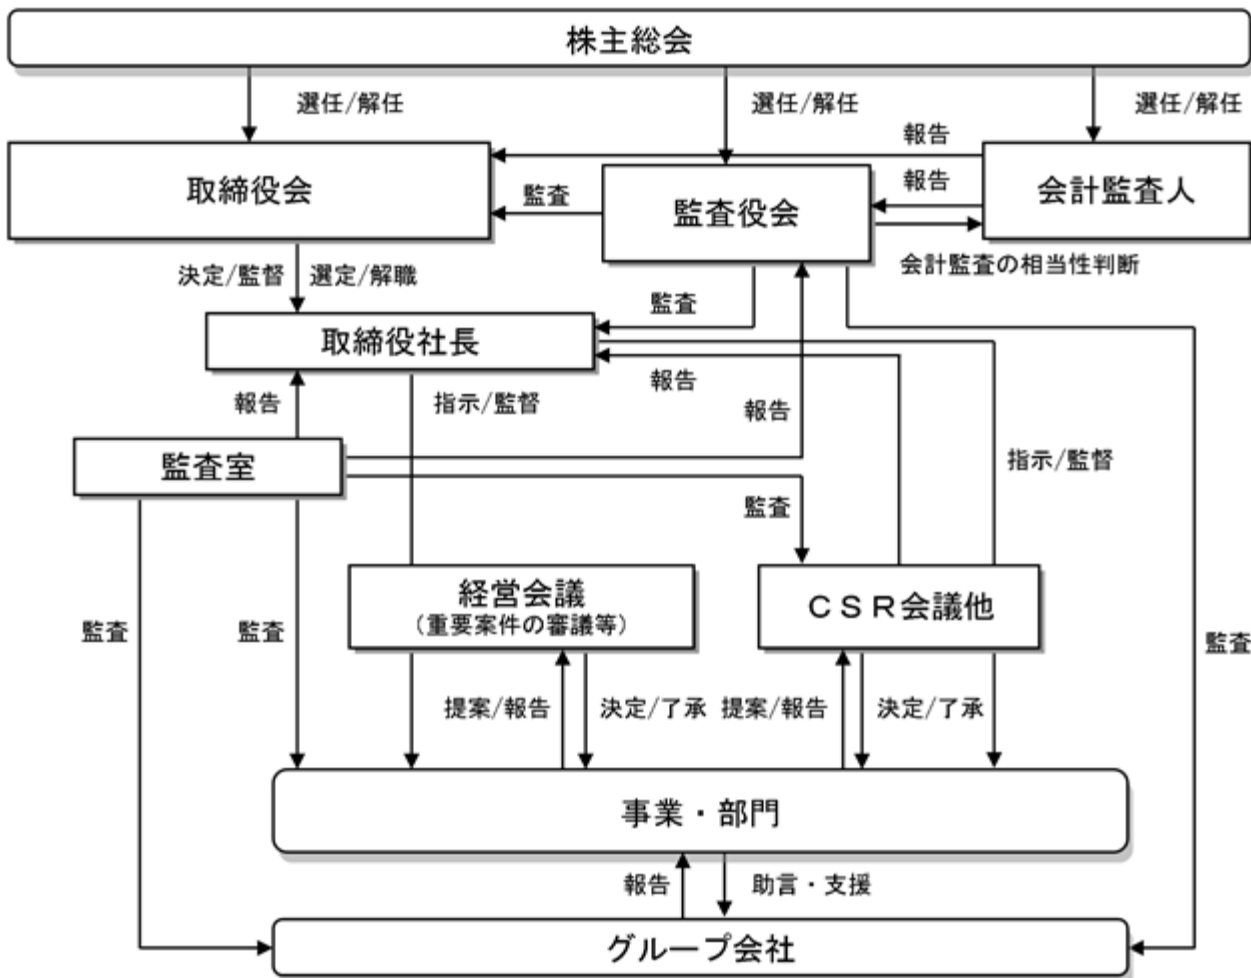 株主総会
選任/解任
選任/解任
選任/解任
取締役会
報告
監査役会
報告
会計監査人
監査
会計監査の相当性判断
決定/監督
選定/解職
監査
取締役社長
報告
指示/監督
報告
報告
監査室
指示/監督
監査
経営会議
(重要案件の審議等)
CSR会議他
監査
監査
監査
提案/報告
決定/了承
提案/報告
決定/了承
事業・部門
報告
助言・支援
グループ会社